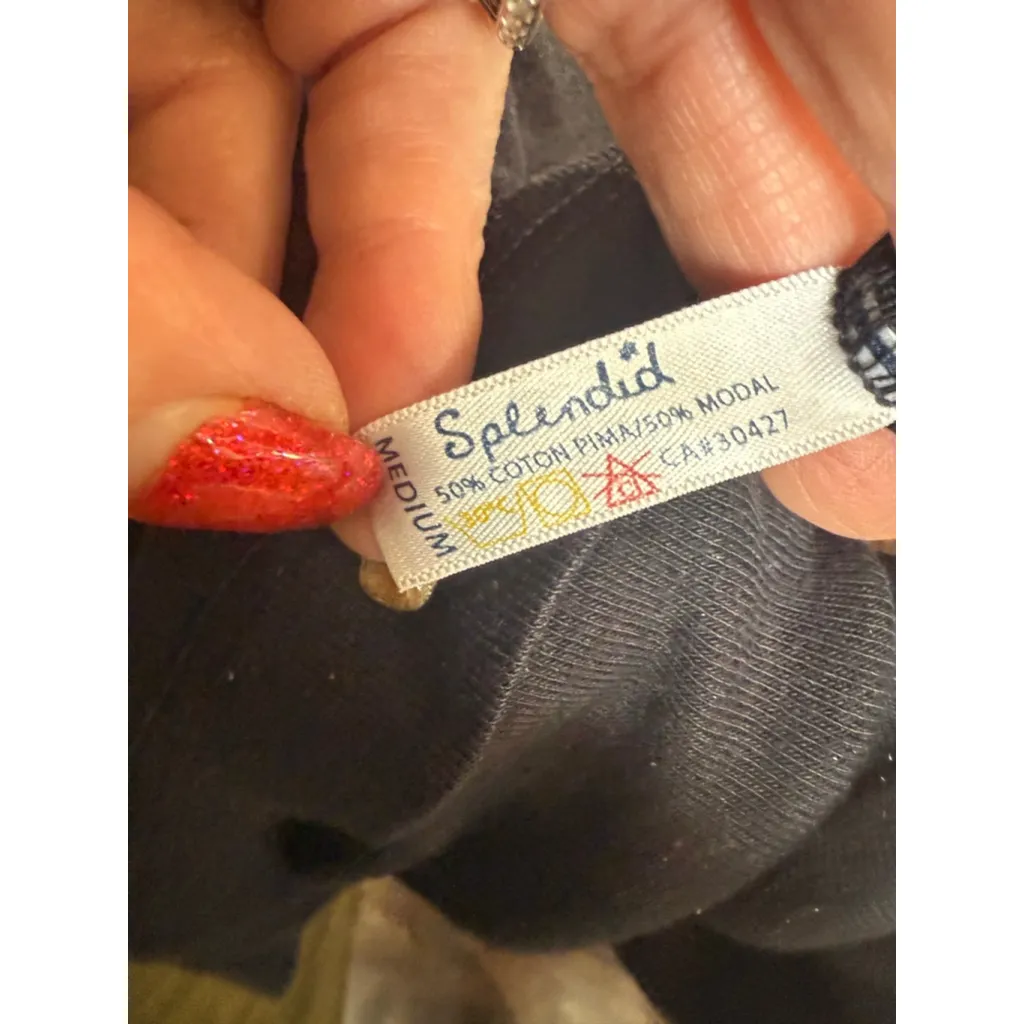 Splendid
50% COTON PIMA/50% MODAL
CA#30427
MEDIUM